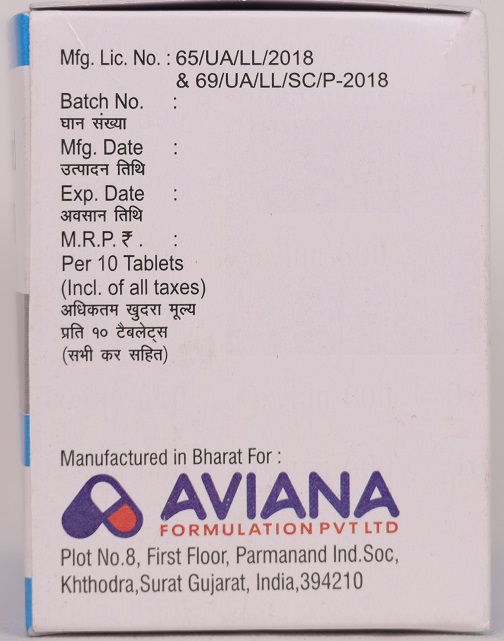 Mfg. Lic. No. : 65/UA/LL/2018
& 69/UA/LL/SC/P-2018
Batch No. :
घान संख्या
Mfg. Date :
उत्पादन तिथि
Exp. Date :
अवसान तिथि
M.R.P. ₹ . :
Per 10 Tablets
(Incl. of all taxes)
अधिकतम खुदरा मूल्य
प्रति १० टैबलेट्स
(सभी कर सहित)
Manufactured in Bharat For :
AVIANA
FORMULATION PVT LTD
Plot No.8, First Floor, Parmanand Ind.Soc,
Khthodra,Surat Gujarat, India,394210